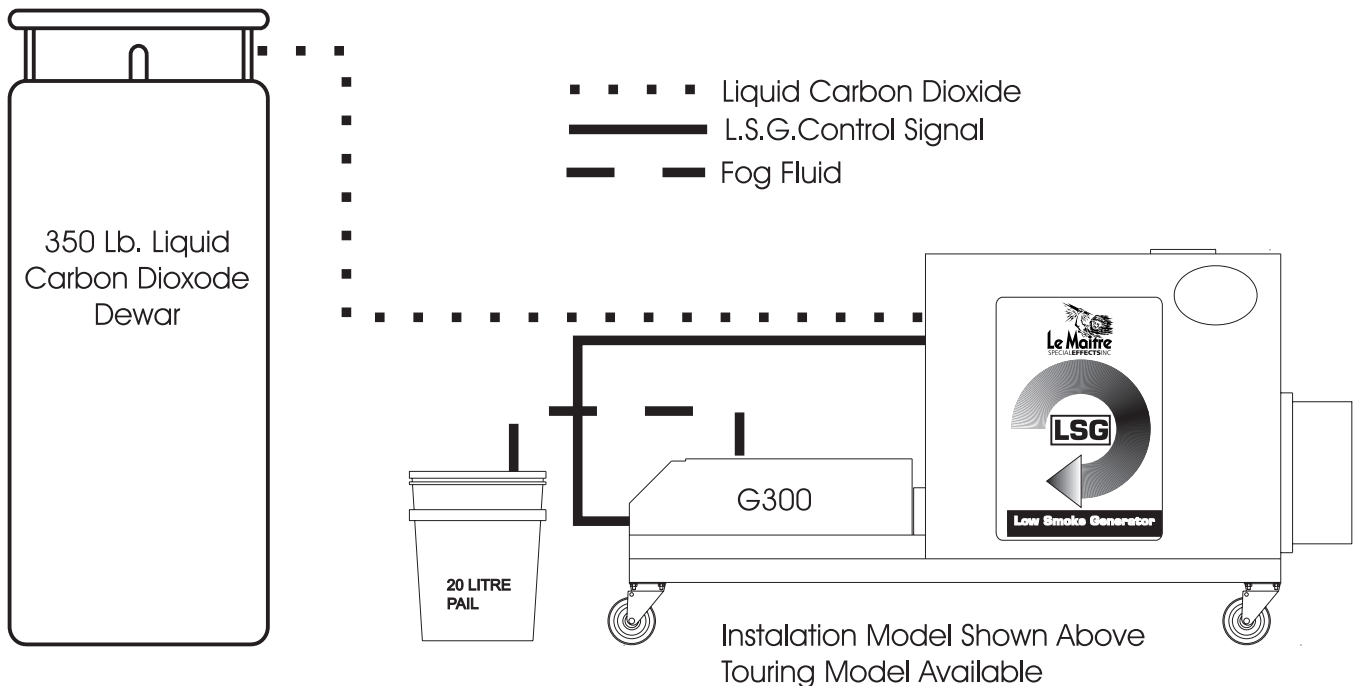 Liquid Carbon Dioxide
L.S.G.Control Signal
Fog Fluid
350 Lb. Liquid
Carbon Dioxode
Dewar
Le Maitre
SPECIALEFFECTSINC
LSG
Low Smoke Generator
G300
20 LITRE
PAIL
Instalation Model Shown Above
Touring Model Available